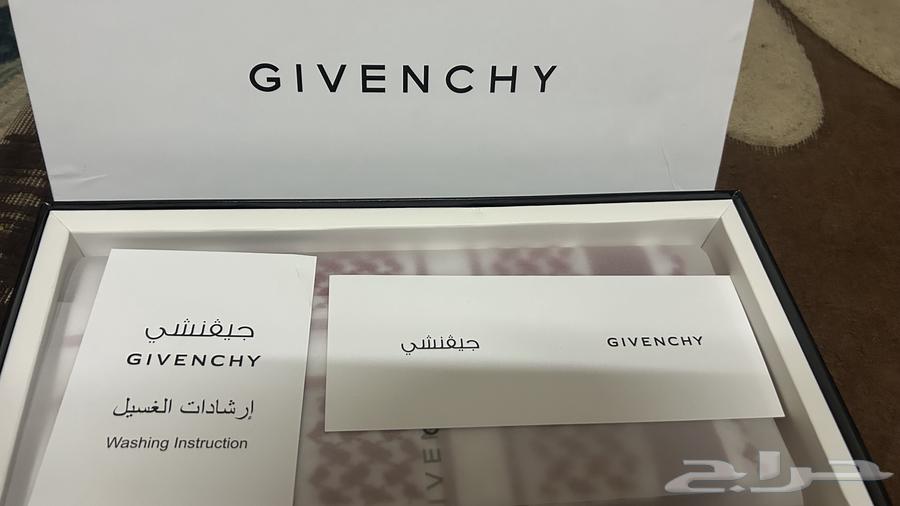 GIVENCHY
جيڤنشي
GIVENCHY
إرشادات الغسيل
Washing Instruction
جيڤنشي
GIVENCHY
حراج